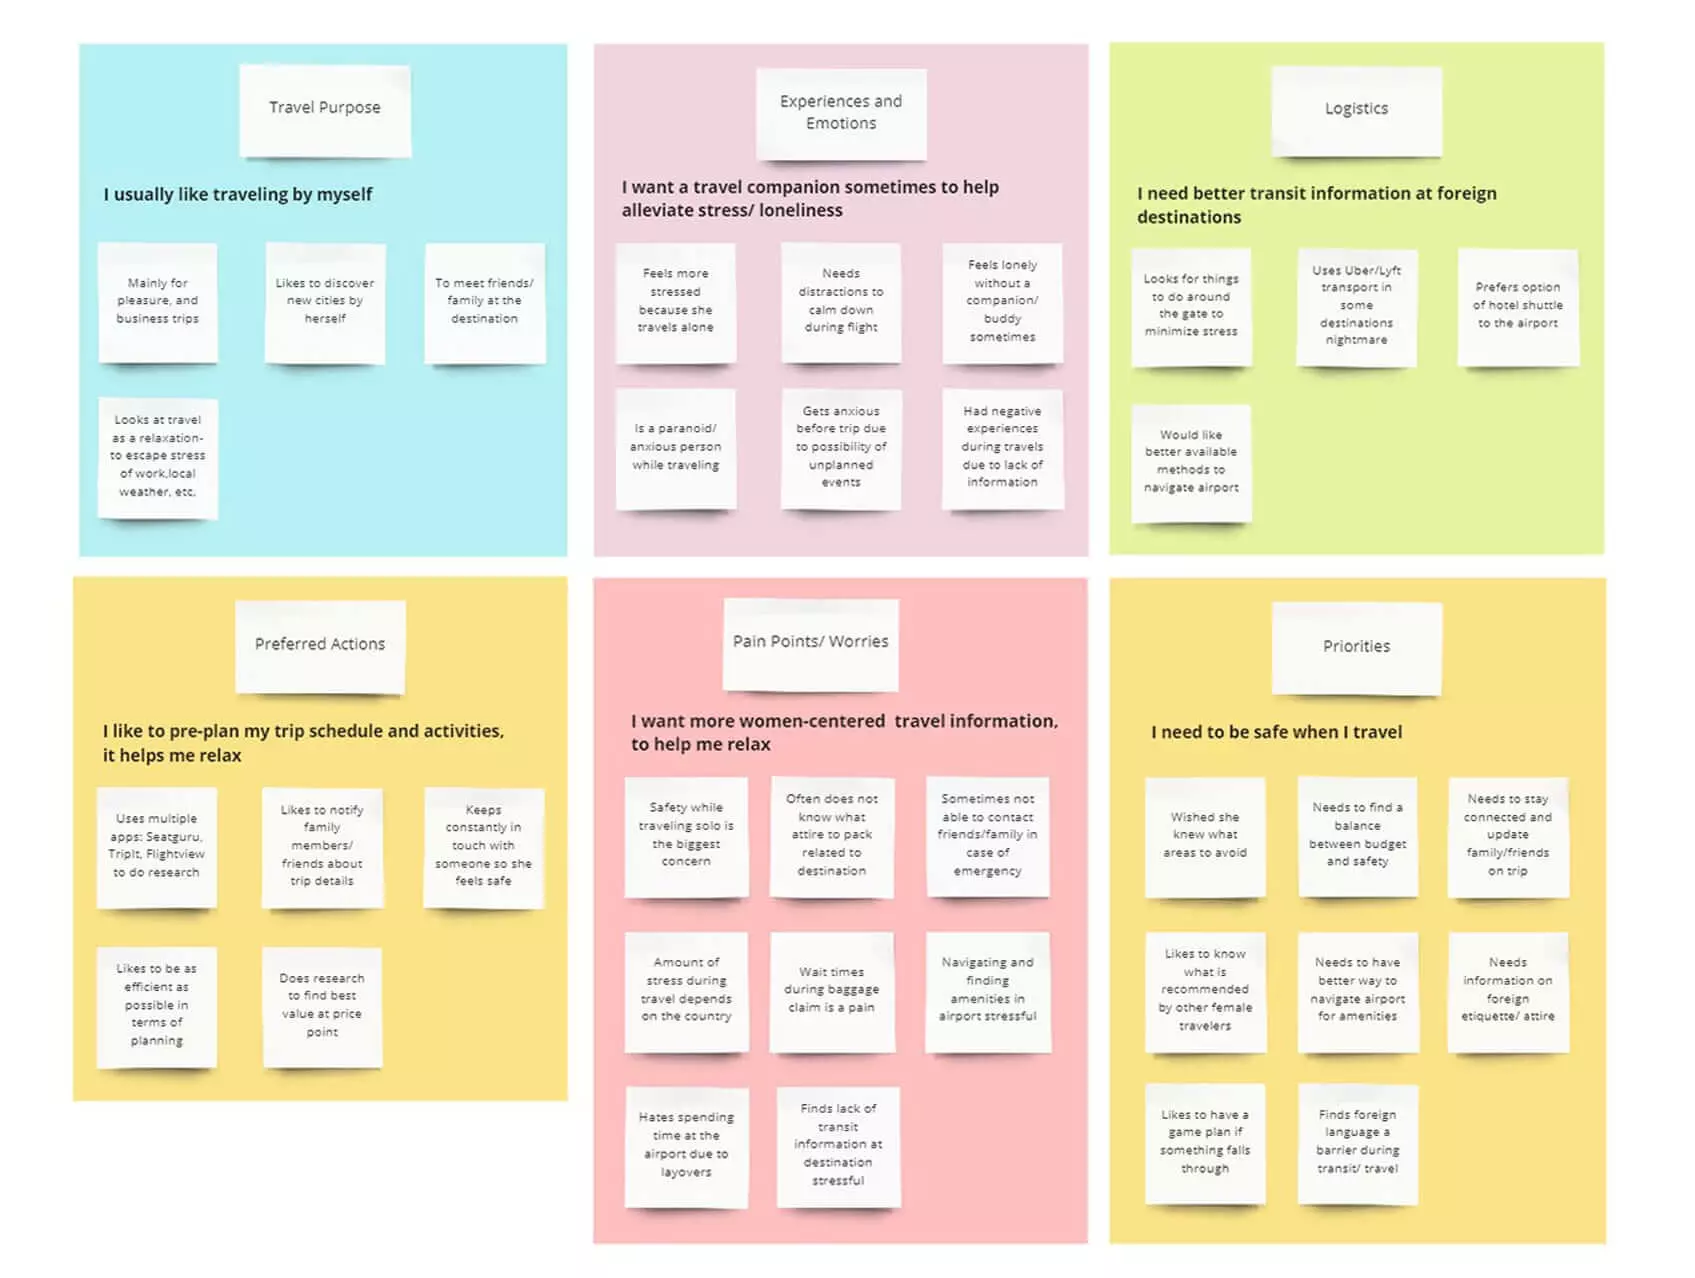 Travel Purpose
I usually like traveling by myself
Mainly for
pleasure, and
business trips
Likes to discover
new cities by
herself
To meet friends/
family at the
destination
Looks at travel
as a relaxation-
to escape stress
of work,local
weather, etc.
Experiences and
Emotions
I want a travel companion sometimes to help
alleviate stress/ loneliness
Feels more
stressed
because she
travels alone
Needs
distractions to
calm down
during flight
Feels lonely
without a
companion/
buddy
sometimes
Is a paranoid/
anxious person
while traveling
Gets anxious
before trip due
to possibility of
unplanned
events
Had negative
experiences
during travels
due to lack of
information
Logistics
I need better transit information at foreign
destinations
Looks for things
to do around
the gate to
minimize stress
Uses Uber/Lyft
transport in
some
destinations
nightmare
Prefers option
of hotel shuttle
to the airport
Would like
better available
methods to
navigate airport
Preferred Actions
I like to pre-plan my trip schedule and activities,
it helps me relax
Uses multiple
apps: Seatguru,
TripIt, Flightview
to do research
Likes to notify
family
members/
friends about
trip details
Keeps
constantly in
touch with
someone so she
feels safe
Likes to be as
efficient as
possible in
terms of
planning
Does research
to find best
value at price
point
Pain Points/ Worries
I want more women-centered travel information,
to help me relax
Safety while
traveling solo is
the biggest
concern
Often does not
know what
attire to pack
related to
destination
Sometimes not
able to contact
friends/family in
case of
emergency
Amount of
stress during
travel depends
on the country
Wait times
during baggage
claim is a pain
Navigating and
finding
amenities in
airport stressful
Hates spending
time at the
airport due to
layovers
Finds lack of
transit
information at
destination
stressful
Priorities
I need to be safe when I travel
Wished she
knew what
areas to avoid
Needs to find a
balance
between budget
and safety
Needs to stay
connected and
update
family/friends
on trip
Likes to know
what is
recommended
by other female
travelers
Needs to have
better way to
navigate airport
for amenities
Needs
information on
foreign
etiquette/ attire
Likes to have a
game plan if
something falls
through
Finds foreign
language a
barrier during
transit/ travel